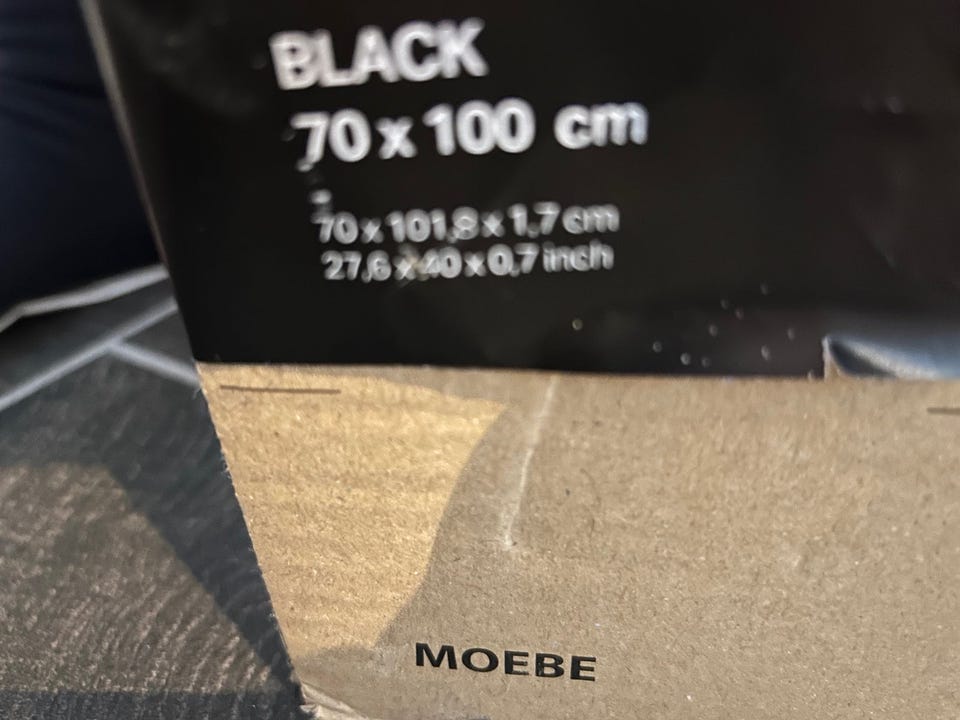 BLACK
70 x 100 cm
-
70 x 101,8 x 1,7 cm
27,6 x 40 x 0,7 inch
MOEBE